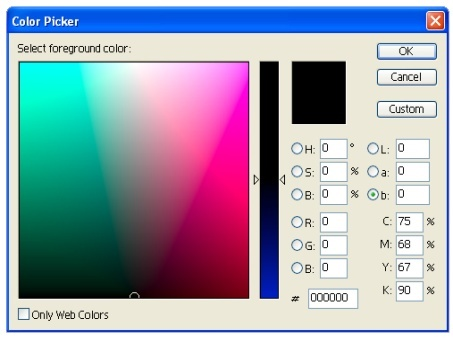 Color Picker
Select foreground color:
OK
Cancel
Custom
H: 0 °
L: 0
S: 0 %
a: 0
B: 0 %
b: 0
R: 0
C: 75 %
G: 0
M: 68 %
B: 0
Y: 67 %
# 000000
K: 90 %
Only Web Colors